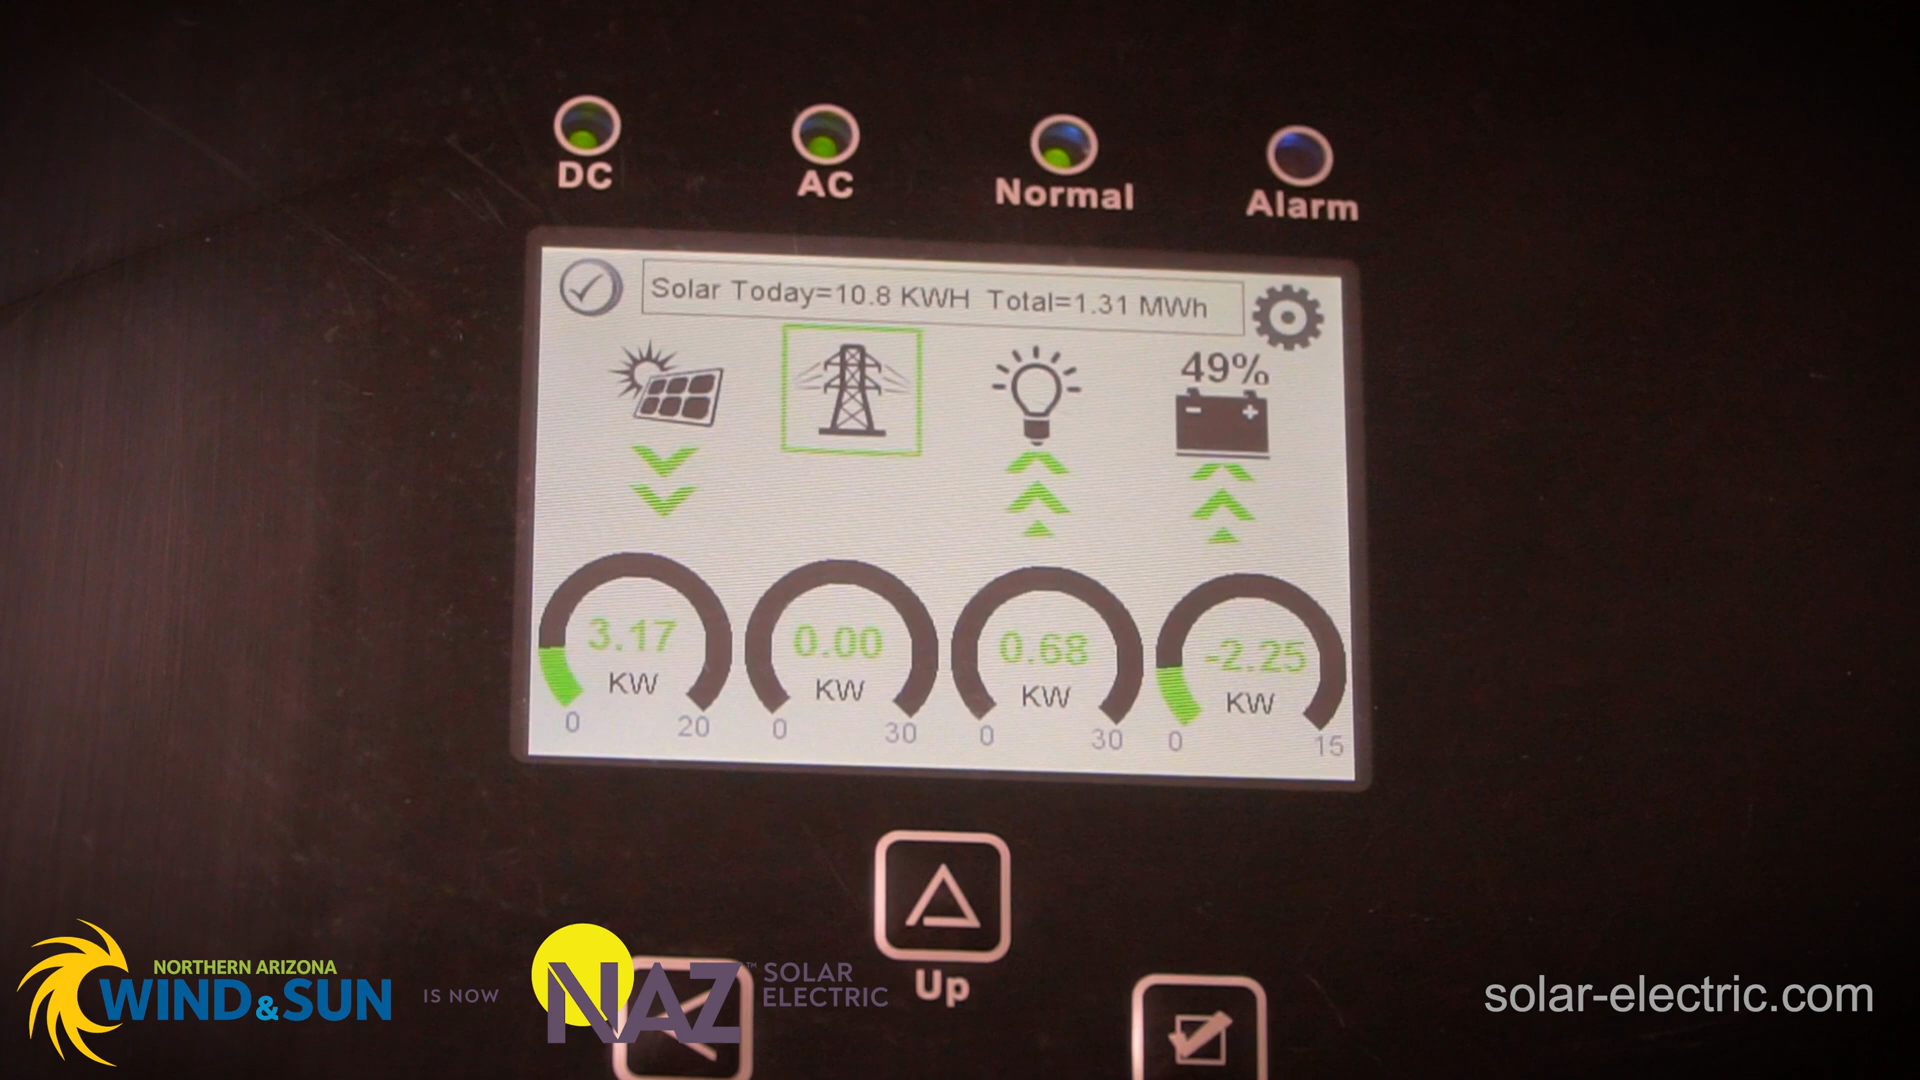 DC
AC
Normal
Alarm
Solar Today=10.8 KWH Total=1.31 MWh
49%
3.17
KW
0 20
0.00
KW
0 30
0.68
KW
0 30
-2.25
KW
0 15
Up
NORTHERN ARIZONA
WIND & SUN
IS NOW
NAZ™ SOLAR
ELECTRIC
solar-electric.com